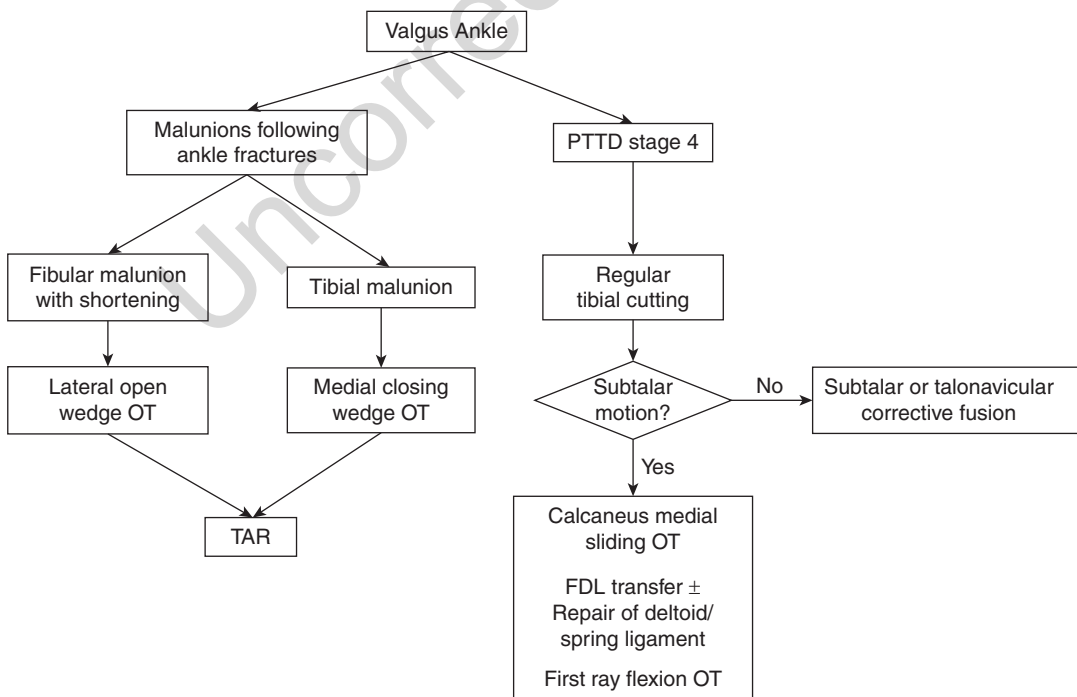 Valgus Ankle
Malunions following
ankle fractures
PTTD stage 4
Fibular malunion
with shortening
Tibial malunion
Regular
tibial cutting
Lateral open
wedge OT
Medial closing
wedge OT
Subtalar
motion?
No
Subtalar or talonavicular
corrective fusion
Yes
TAR
Calcaneus medial
sliding OT
FDL transfer ±
Repair of deltoid/
spring ligament
First ray flexion OT
Uncorrec